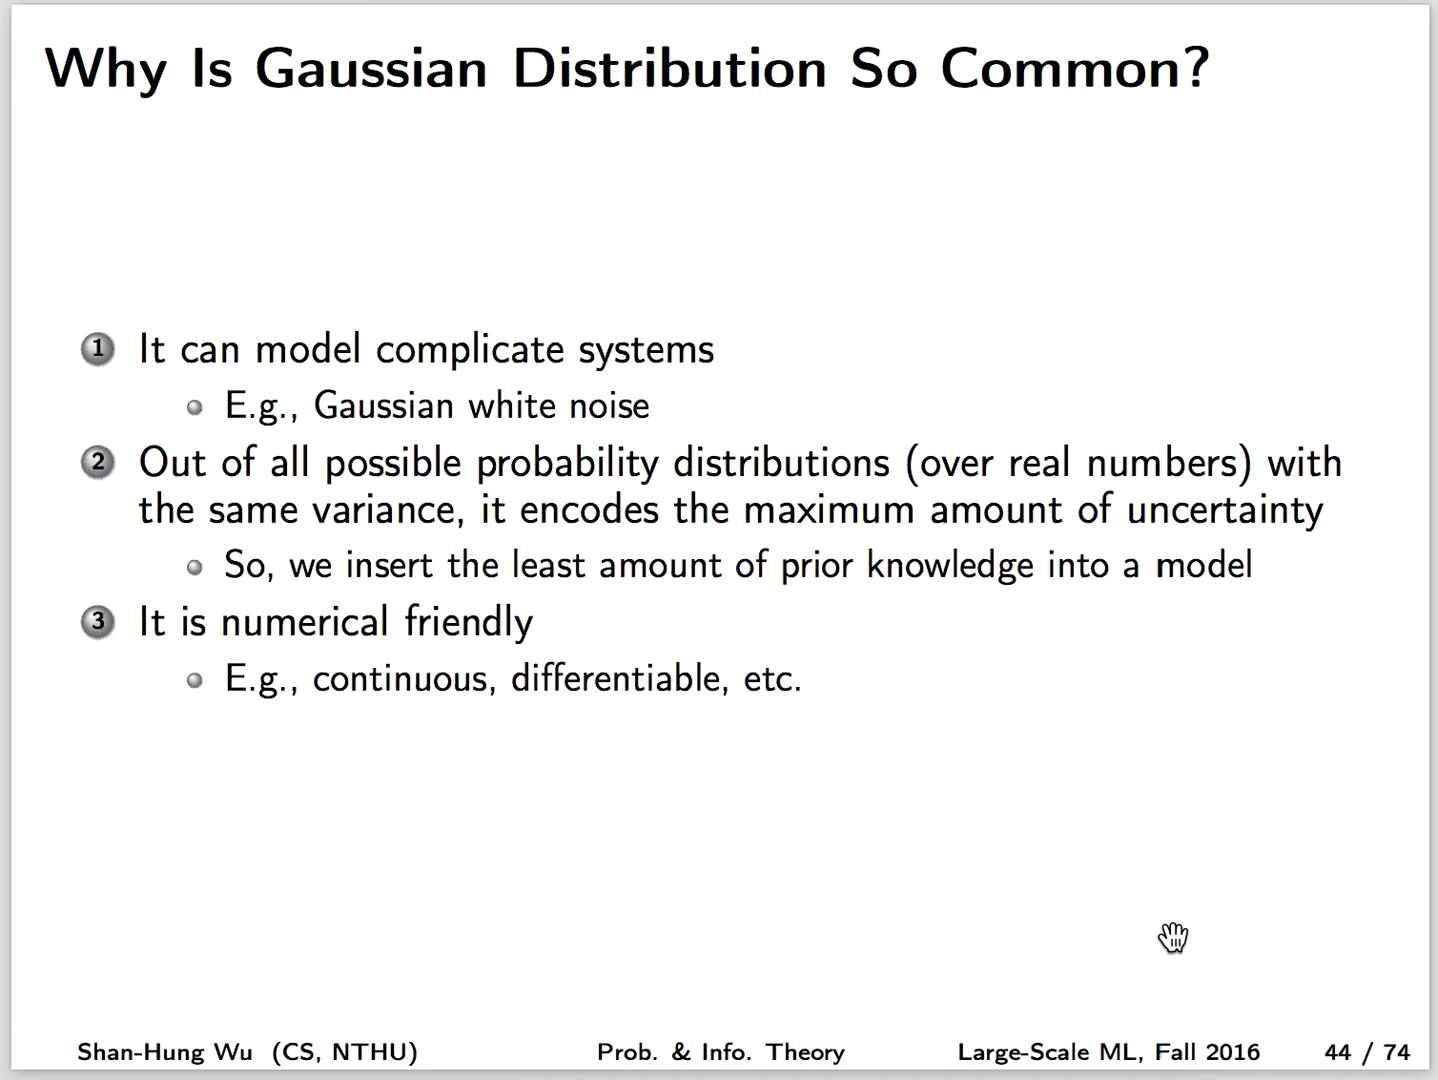 Why Is Gaussian Distribution So Common?
1 It can model complicate systems
E.g., Gaussian white noise
2 Out of all possible probability distributions (over real numbers) with
the same variance, it encodes the maximum amount of uncertainty
So, we insert the least amount of prior knowledge into a model
3 It is numerical friendly
E.g., continuous, differentiable, etc.
Shan-Hung Wu (CS, NTHU) Prob. & Info. Theory Large-Scale ML, Fall 2016 44 / 74